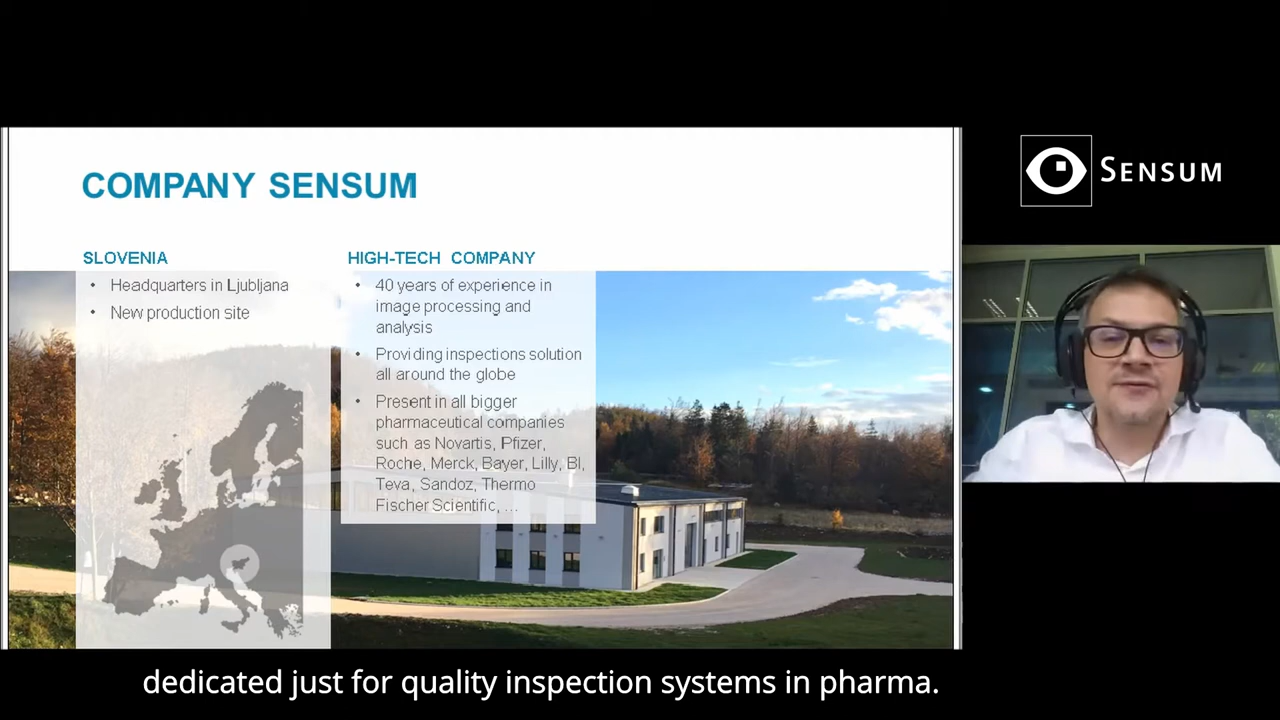 COMPANY SENSUM
SLOVENIA
• Headquarters in Ljubljana
• New production site
HIGH-TECH COMPANY
• 40 years of experience in
image processing and
analysis
• Providing inspections solution
all around the globe
• Present in all bigger
pharmaceutical companies
such as Novartis, Pfizer,
Roche, Merck, Bayer, Lilly, BI,
Teva, Sandoz, Thermo
Fischer Scientific, ...
SENSUM
dedicated just for quality inspection systems in pharma.